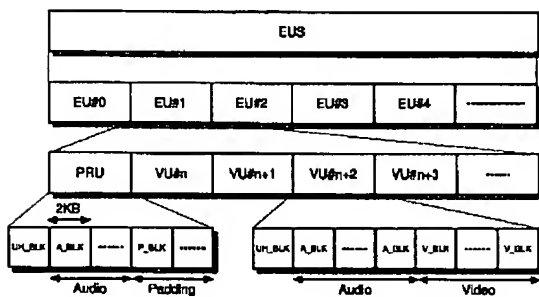 EUS
EU#0 EU#1 EU#2 EU#3 EU#4 --------
PRU VU#n VU#n+1 VU#n+2 VU#n+3 -----
2KB
UH_BLK A_BLK ------ P_BLK ------ UH_BLK A_BLK ------ A_BLK V_BLK ------ V_BLK
Audio Padding Audio Video